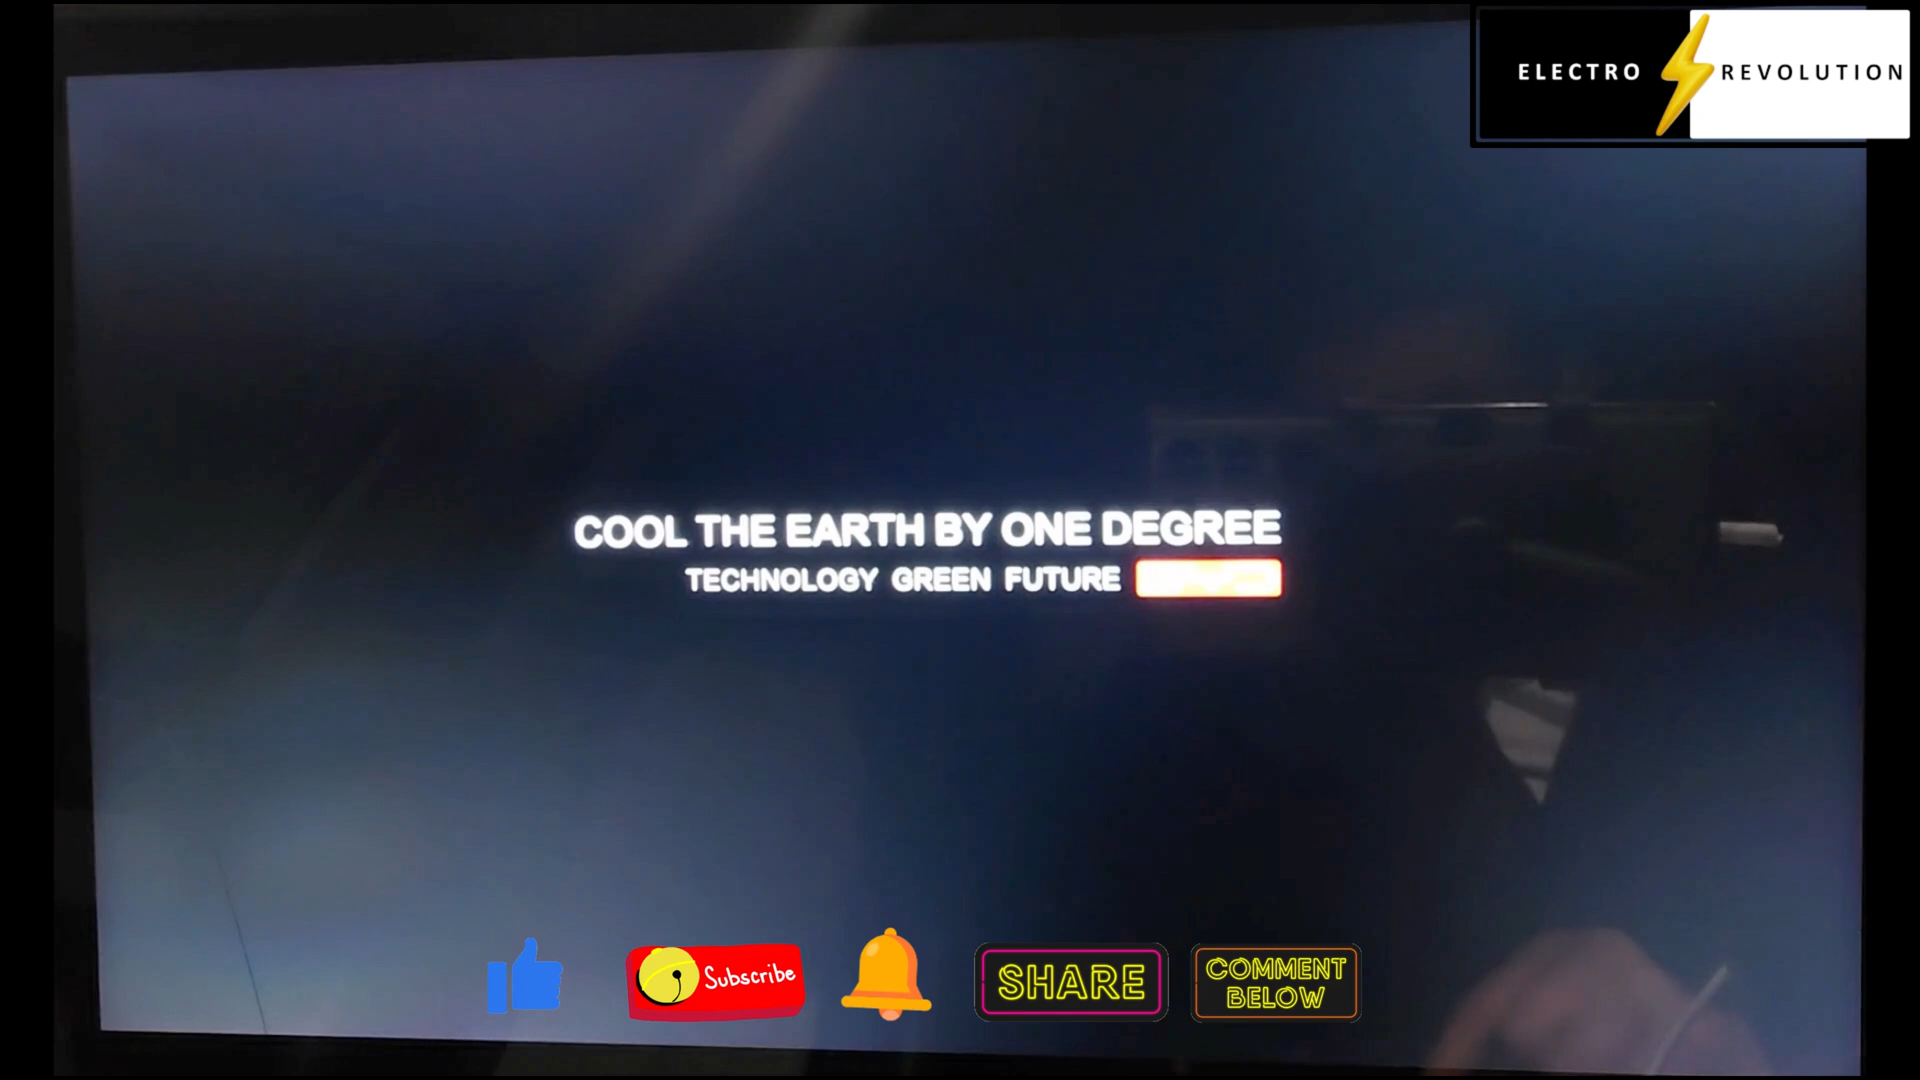 ELECTRO REVOLUTION
COOL THE EARTH BY ONE DEGREE
TECHNOLOGY GREEN FUTURE
Subscribe
SHARE
COMMENT
BELOW